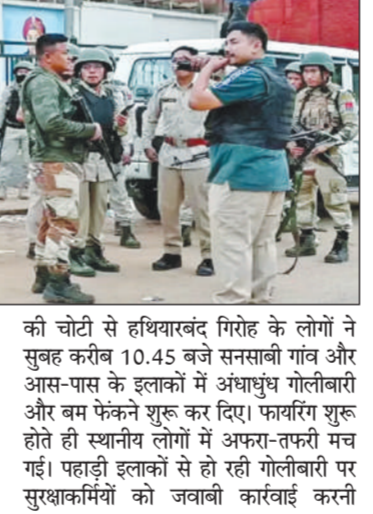 की चोटी से हथियारबंद गिरोह के लोगों ने
सुबह करीब 10.45 बजे सनसाबी गांव और
आस-पास के इलाकों में अंधाधुंध गोलीबारी
और बम फेंकने शुरू कर दिए। फायरिंग शुरू
होते ही स्थानीय लोगों में अफरा-तफरी मच
गई। पहाड़ी इलाकों से हो रही गोलीबारी पर
सुरक्षाकर्मियों को जवाबी कार्रवाई करनी